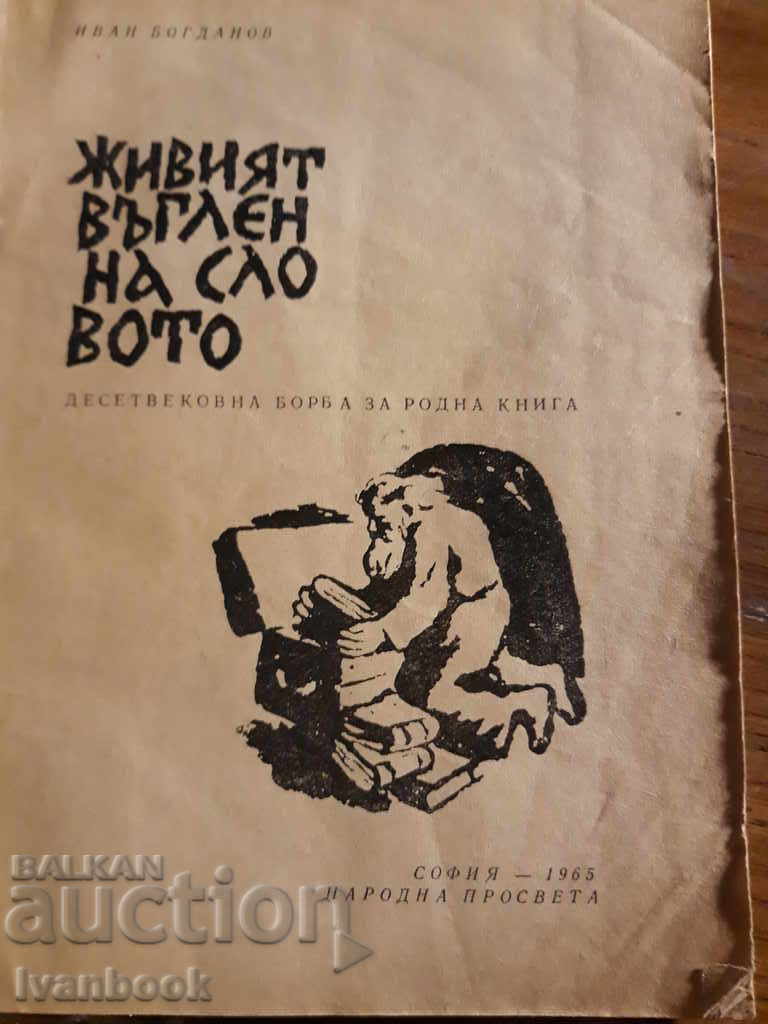 ИВАН БОГДАНОВ
ЖИВИЯТ
ВЪГЛЕН
НА СЛО
ВОТО
ДЕСЕТВЕКОВНА БОРБА ЗА РОДНА КНИГА
СОФИЯ — 1965
НАРОДНА ПРОСВЕТА
BALKAN
auction
Ivanbook